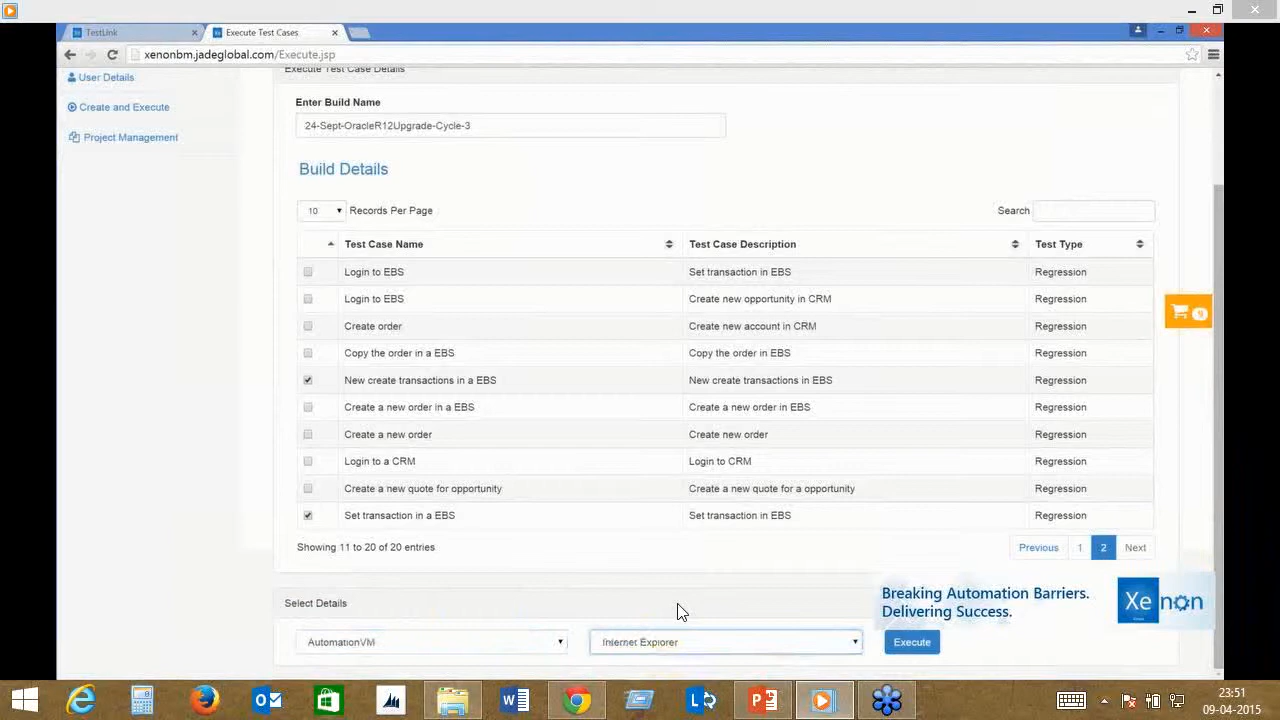 TestLink
Execute Test Cases
xenonbm.jadeglobal.com/Execute.jsp
User Details
Create and Execute
Project Management
Execute Test Case Details
Enter Build Name
24-Sept-OracleR12Upgrade-Cycle-3
Build Details
10 Records Per Page Search
Test Case Name Test Case Description Test Type
Login to EBS Set transaction in EBS Regression
Login to EBS Create new opportunity in CRM Regression
Create order Create new account in CRM Regression
Copy the order in a EBS Copy the order in EBS Regression
New create transactions in a EBS New create transactions in EBS Regression
Create a new order in a EBS Create a new order in EBS Regression
Create a new order Create new order Regression
Login to a CRM Login to CRM Regression
Create a new quote for opportunity Create a new quote for a opportunity Regression
Set transaction in a EBS Set transaction in EBS Regression
Showing 11 to 20 of 20 entries Previous 1 2 Next
Select Details
Breaking Automation Barriers.
Delivering Success.
Xenon
AutomationVM Internet Explorer Execute
23:51
09-04-2015